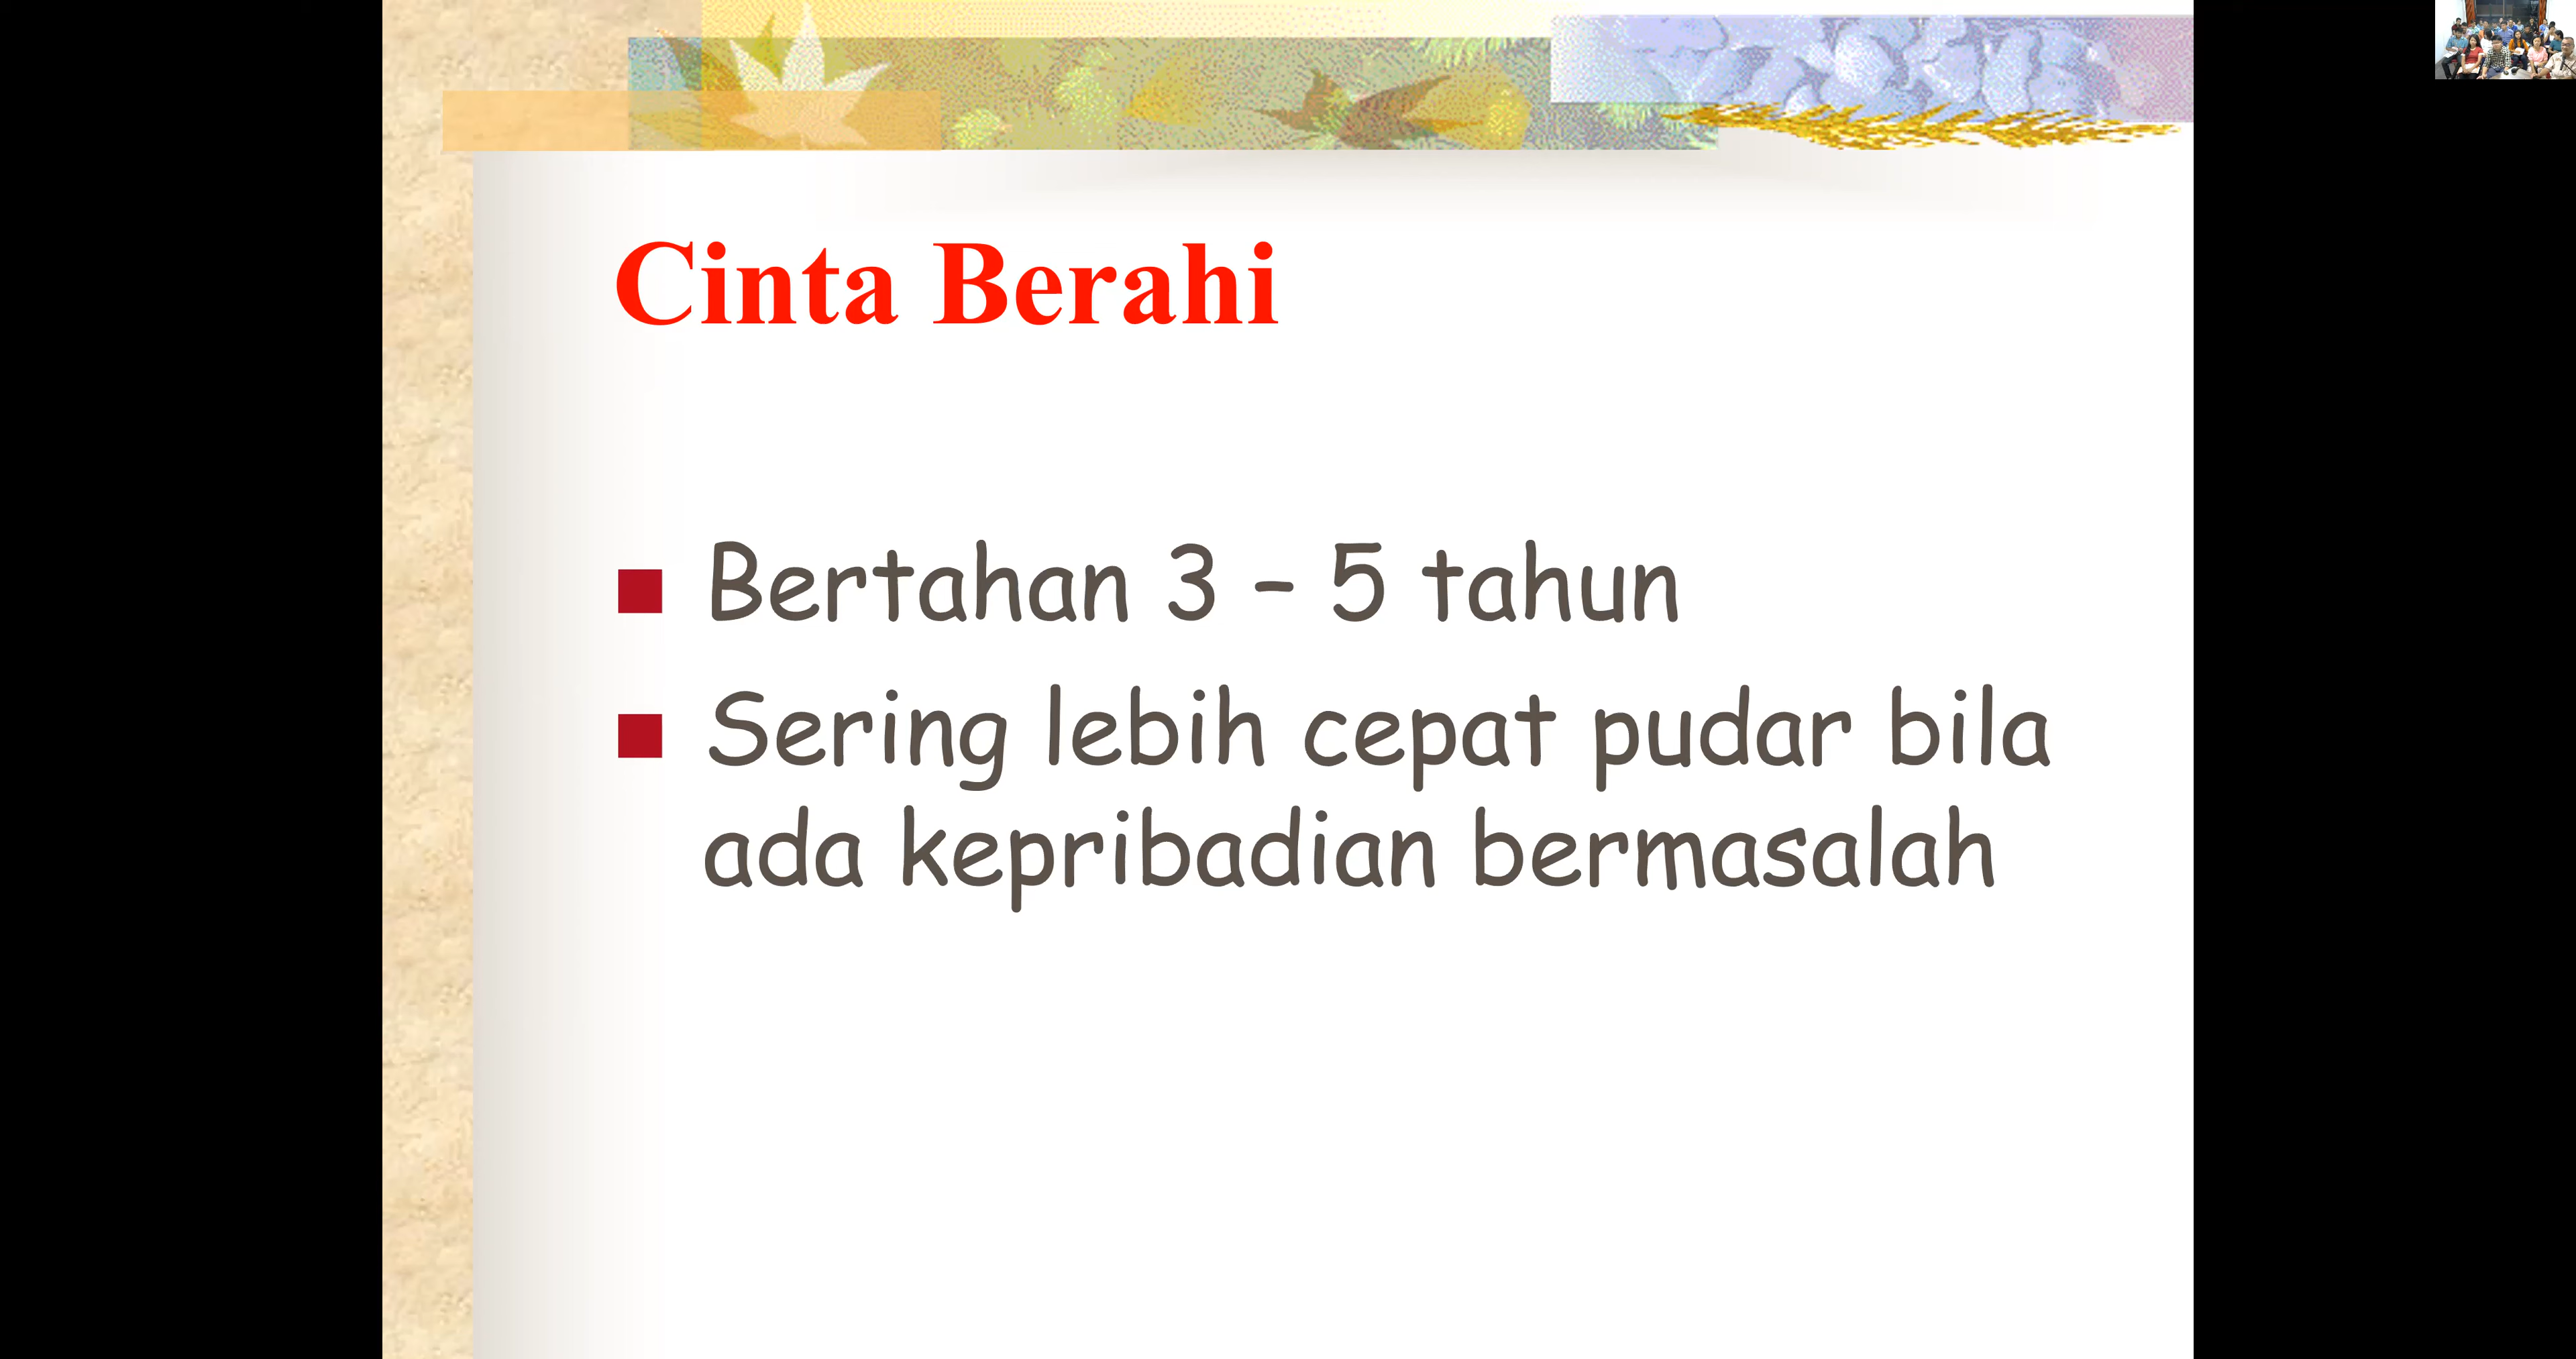 Cinta Berahi
Bertahan 3 – 5 tahun
Sering lebih cepat pudar bila
ada kepribadian bermasalah